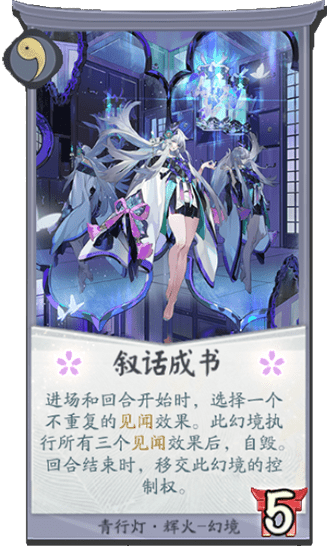 叙话成书
进场和回合开始时，选择一个
不重复的见闻效果。此幻境执
行所有三个见闻效果后，自毁。
回合结束时，移交此幻境的控
制权。
5
青行灯·辉火-幻境